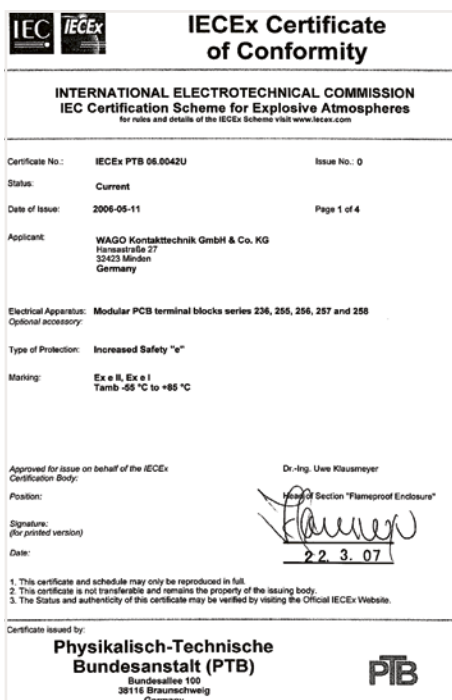 IEC
IECEx
IECEx Certificate
of Conformity
INTERNATIONAL ELECTROTECHNICAL COMMISSION
IEC Certification Scheme for Explosive Atmospheres
for rules and details of the IECEx Scheme visit www.iecex.com
Certificate No.: IECEx PTB 06.0042U Issue No.: 0
Status: Current
Date of Issue: 2006-05-11 Page 1 of 4
Applicant: WAGO Kontakttechnik GmbH & Co. KG
Hansastraße 27
32423 Minden
Germany
Electrical Apparatus: Modular PCB terminal blocks series 236, 255, 256, 257 and 258
Optional accessory:
Type of Protection: Increased Safety "e"
Marking: Ex e II, Ex e I
Tamb -55 °C to +85 °C
Approved for issue on behalf of the IECEx Dr.-Ing. Uwe Klausmeyer
Certification Body:
Position: Head of Section "Flameproof Enclosure"
Signature:
(for printed version)
Date: 22. 3. 07
1. This certificate and schedule may only be reproduced in full.
2. This certificate is not transferable and remains the property of the issuing body.
3. The Status and authenticity of this certificate may be verified by visiting the Official IECEx Website.
Certificate issued by:
Physikalisch-Technische
Bundesanstalt (PTB)
Bundesallee 100
38116 Braunschweig
Germany
PTB